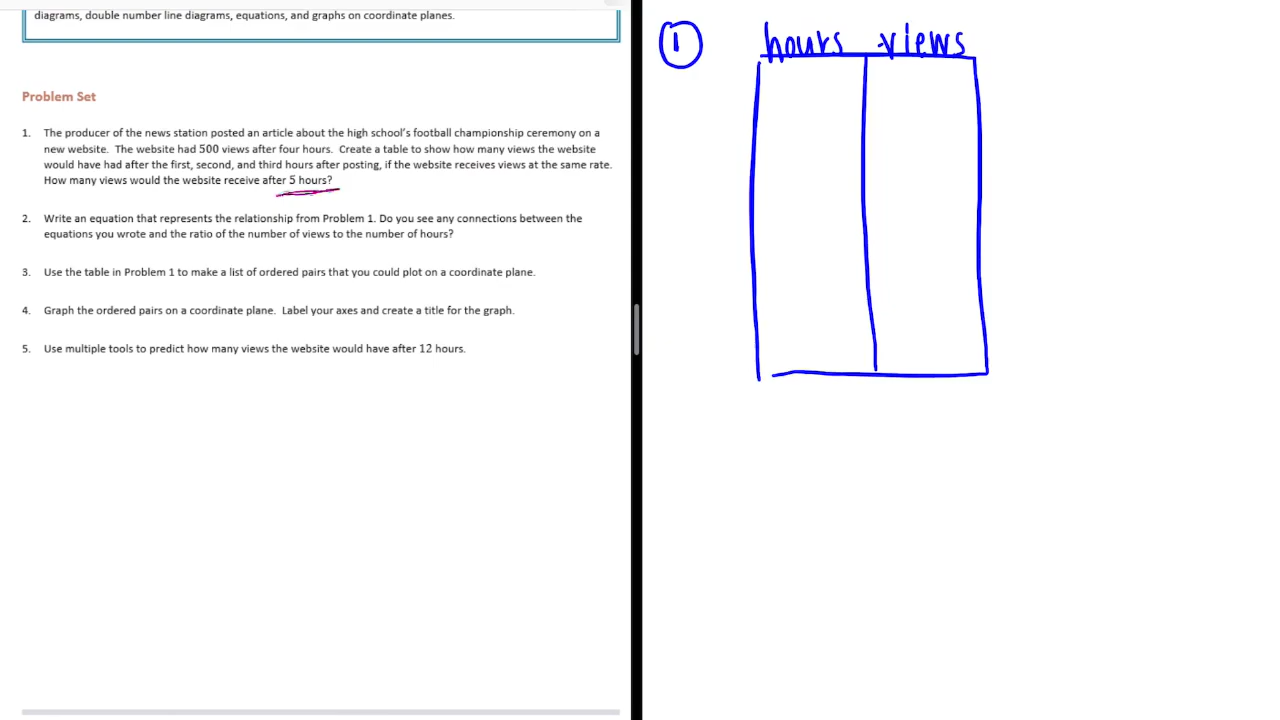 diagrams, double number line diagrams, equations, and graphs on coordinate planes.
Problem Set
1. The producer of the news station posted an article about the high school's football championship ceremony on a
new website. The website had 500 views after four hours. Create a table to show how many views the website
would have had after the first, second, and third hours after posting, if the website receives views at the same rate.
How many views would the website receive after 5 hours?
2. Write an equation that represents the relationship from Problem 1. Do you see any connections between the
equations you wrote and the ratio of the number of views to the number of hours?
3. Use the table in Problem 1 to make a list of ordered pairs that you could plot on a coordinate plane.
4. Graph the ordered pairs on a coordinate plane. Label your axes and create a title for the graph.
5. Use multiple tools to predict how many views the website would have after 12 hours.
1 hours views